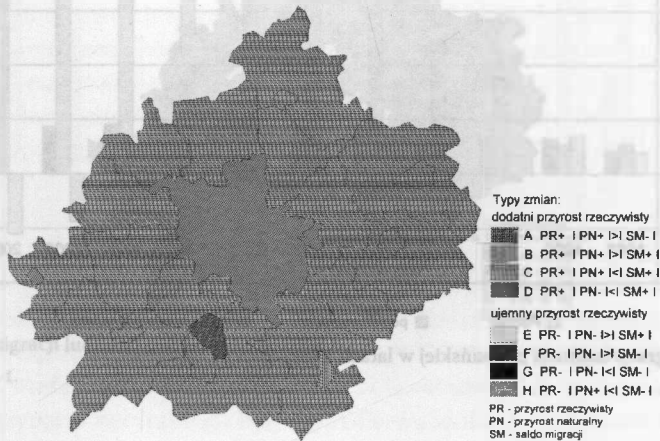 Typy zmian:
dodatni przyrost rzeczywisty
A PR+ | PN+ |>| SM- |
B PR+ | PN+ |>| SM+ |
C PR+ | PN+ |<| SM+ |
D PR+ | PN- |<| SM+ |
ujemny przyrost rzeczywisty
E PR- | PN- |>| SM+ |
F PR- | PN- |>| SM- |
G PR- | PN- |<| SM- |
H PR- | PN+ |<| SM- |
PR - przyrost rzeczywisty
PN - przyrost naturalny
SM - saldo migracji